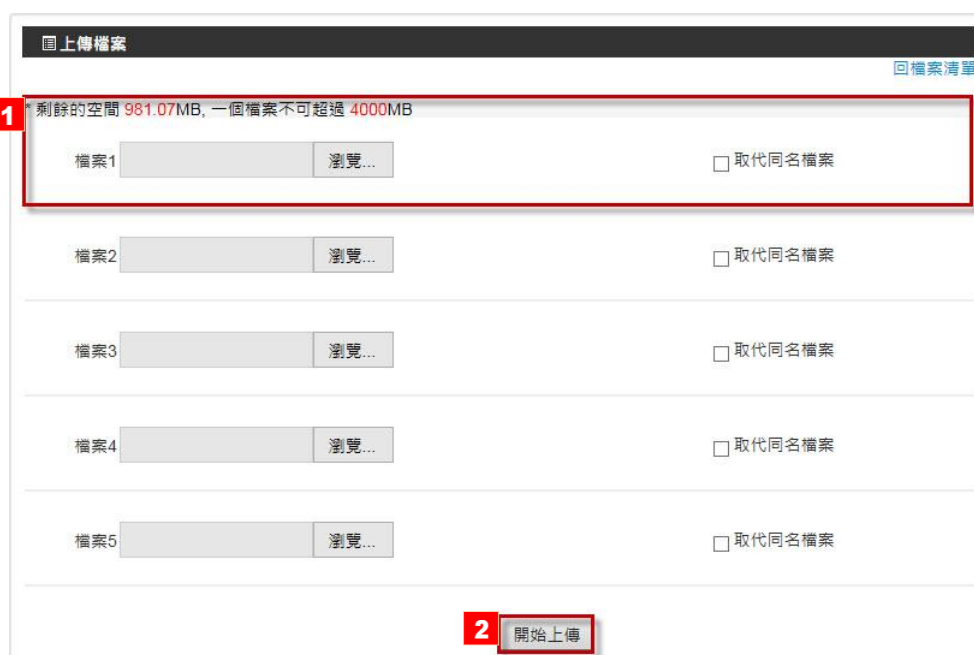 上傳檔案
回檔案清單
1
* 剩餘的空間 981.07MB, 一個檔案不可超過 4000MB
檔案1 瀏覽... 取代同名檔案
檔案2 瀏覽... 取代同名檔案
檔案3 瀏覽... 取代同名檔案
檔案4 瀏覽... 取代同名檔案
檔案5 瀏覽... 取代同名檔案
2 開始上傳